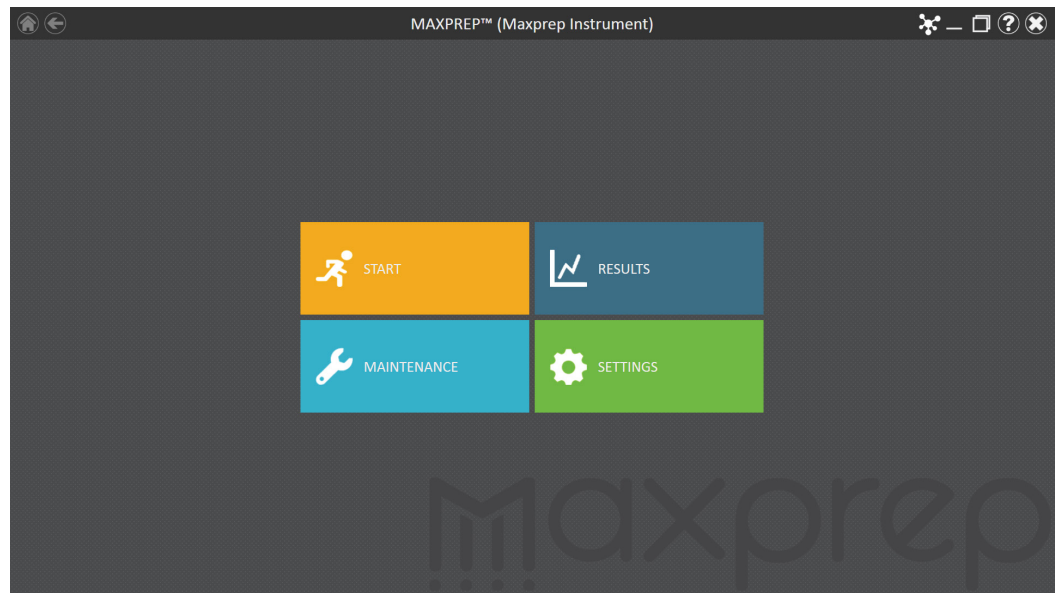 MAXPREP™ (Maxprep Instrument)
START
RESULTS
MAINTENANCE
SETTINGS
maxprep